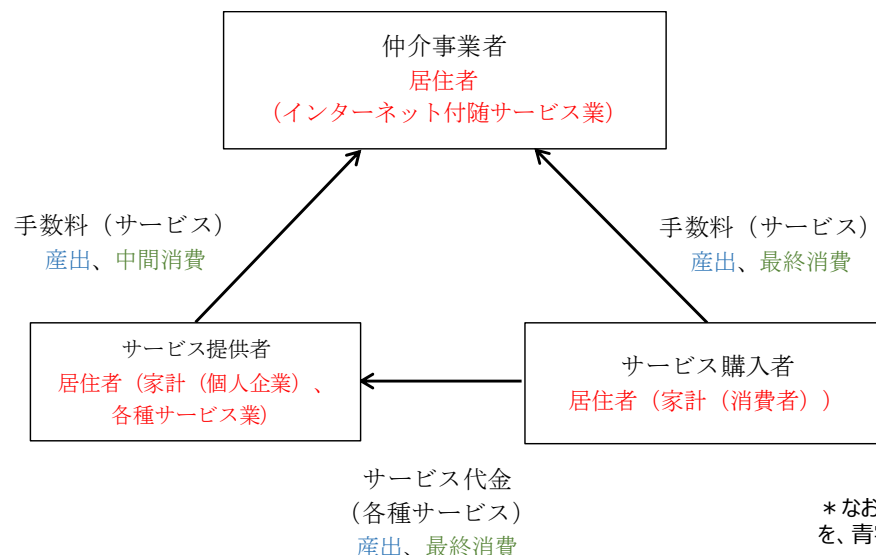 仲介事業者
居住者
（インターネット付随サービス業）
手数料（サービス）
産出、中間消費
手数料（サービス）
産出、最終消費
サービス提供者
居住者（家計（個人企業）、
各種サービス業）
サービス購入者
居住者（家計（消費者））
サービス代金
（各種サービス）
産出、最終消費
＊なお
を、青